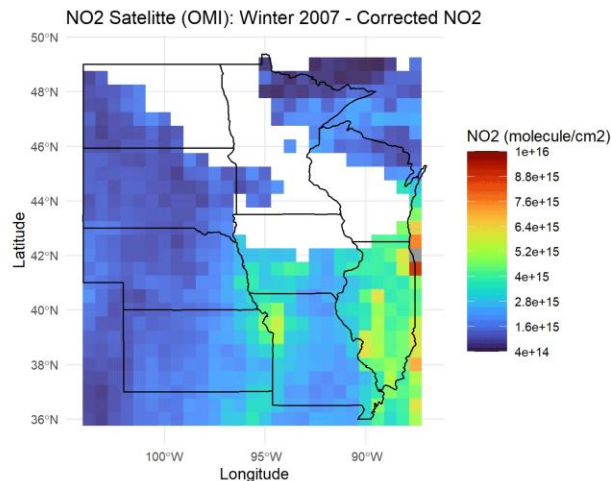 NO2 Satelitte (OMI): Winter 2007 - Corrected NO2
50°N
48°N
46°N
44°N
42°N
40°N
38°N
36°N
Latitude
100°W
95°W
90°W
Longitude
NO2 (molecule/cm2)
1e+16
8.8e+15
7.6e+15
6.4e+15
5.2e+15
4e+15
2.8e+15
1.6e+15
4e+14